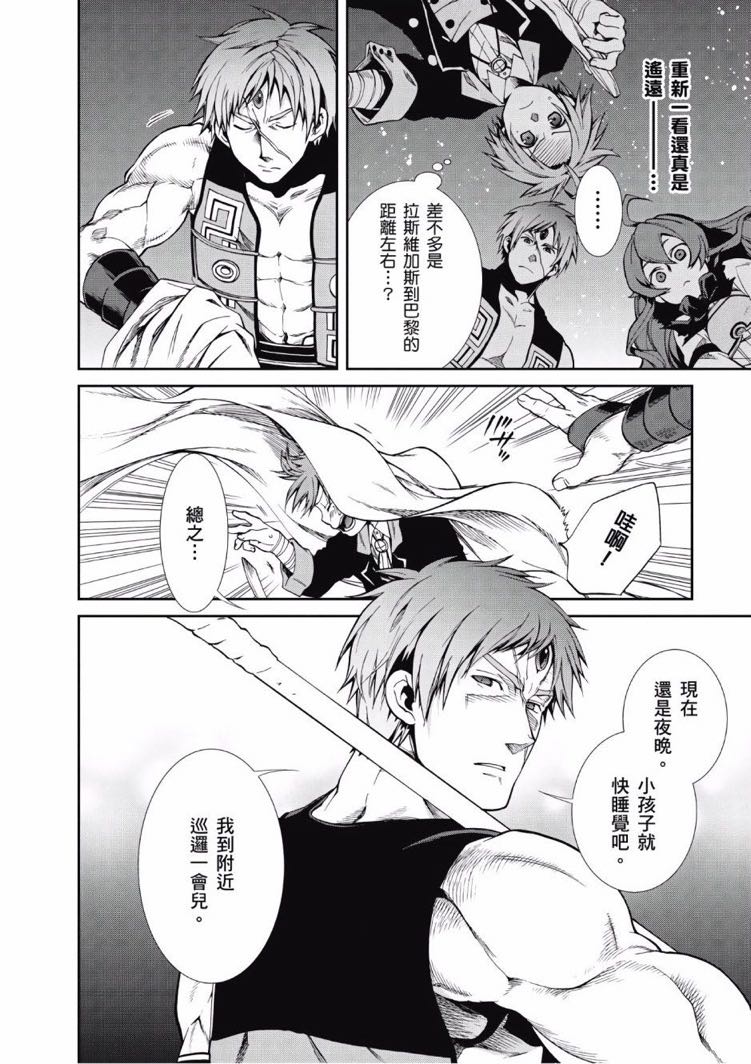 重新一看還真是
遙遠———…
……
差不多是
拉斯維加斯到巴黎的
距離左右…？
哇啊！
總之…
現在
還是夜晚。
小孩子就
快睡覺吧。
我到附近
巡邏一會兒。